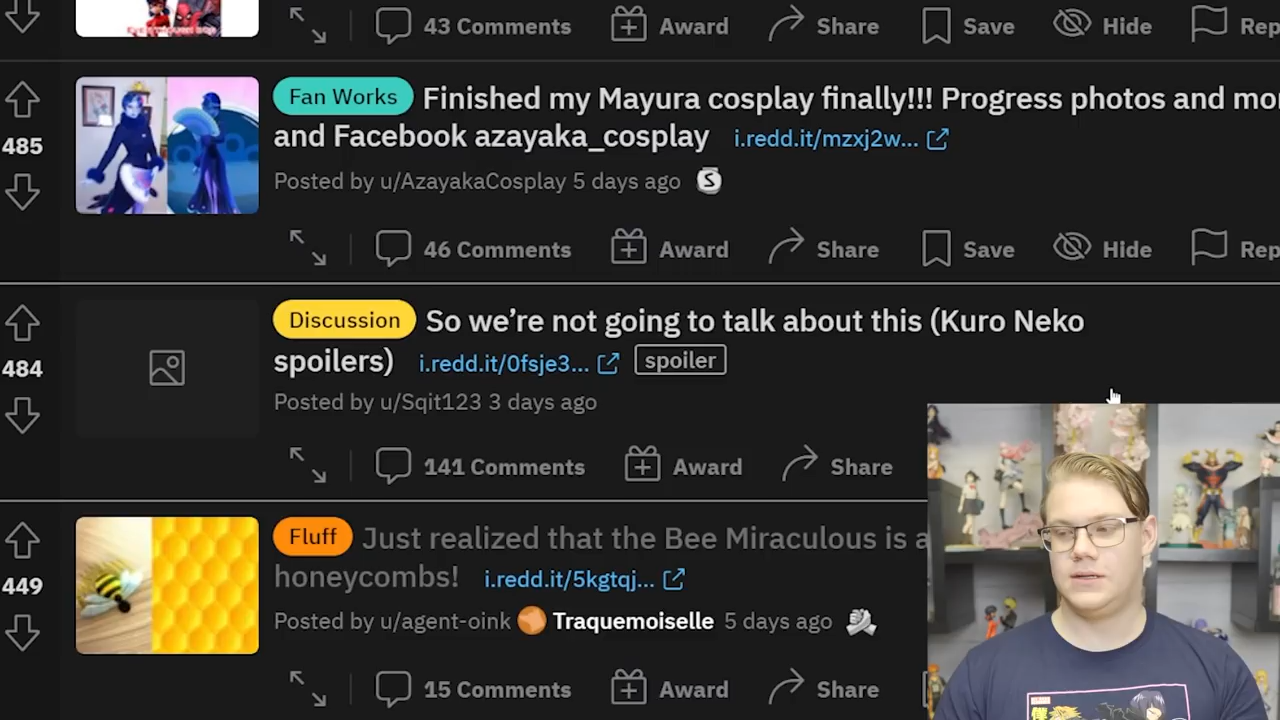 43 Comments Award Share Save Hide Rep
Fan Works Finished my Mayura cosplay finally!!! Progress photos and mor
485 and Facebook azayaka_cosplay i.redd.it/mzxj2w...
Posted by u/AzayakaCosplay 5 days ago S
46 Comments Award Share Save Hide Rep
Discussion So we’re not going to talk about this (Kuro Neko
484 spoilers) i.redd.it/0fsje3... spoiler
Posted by u/Sqit123 3 days ago
141 Comments Award Share
Fluff Just realized that the Bee Miraculous is a
449 honeycombs! i.redd.it/5kgtqj...
Posted by u/agent-oink Traquemoiselle 5 days ago
15 Comments Award Share